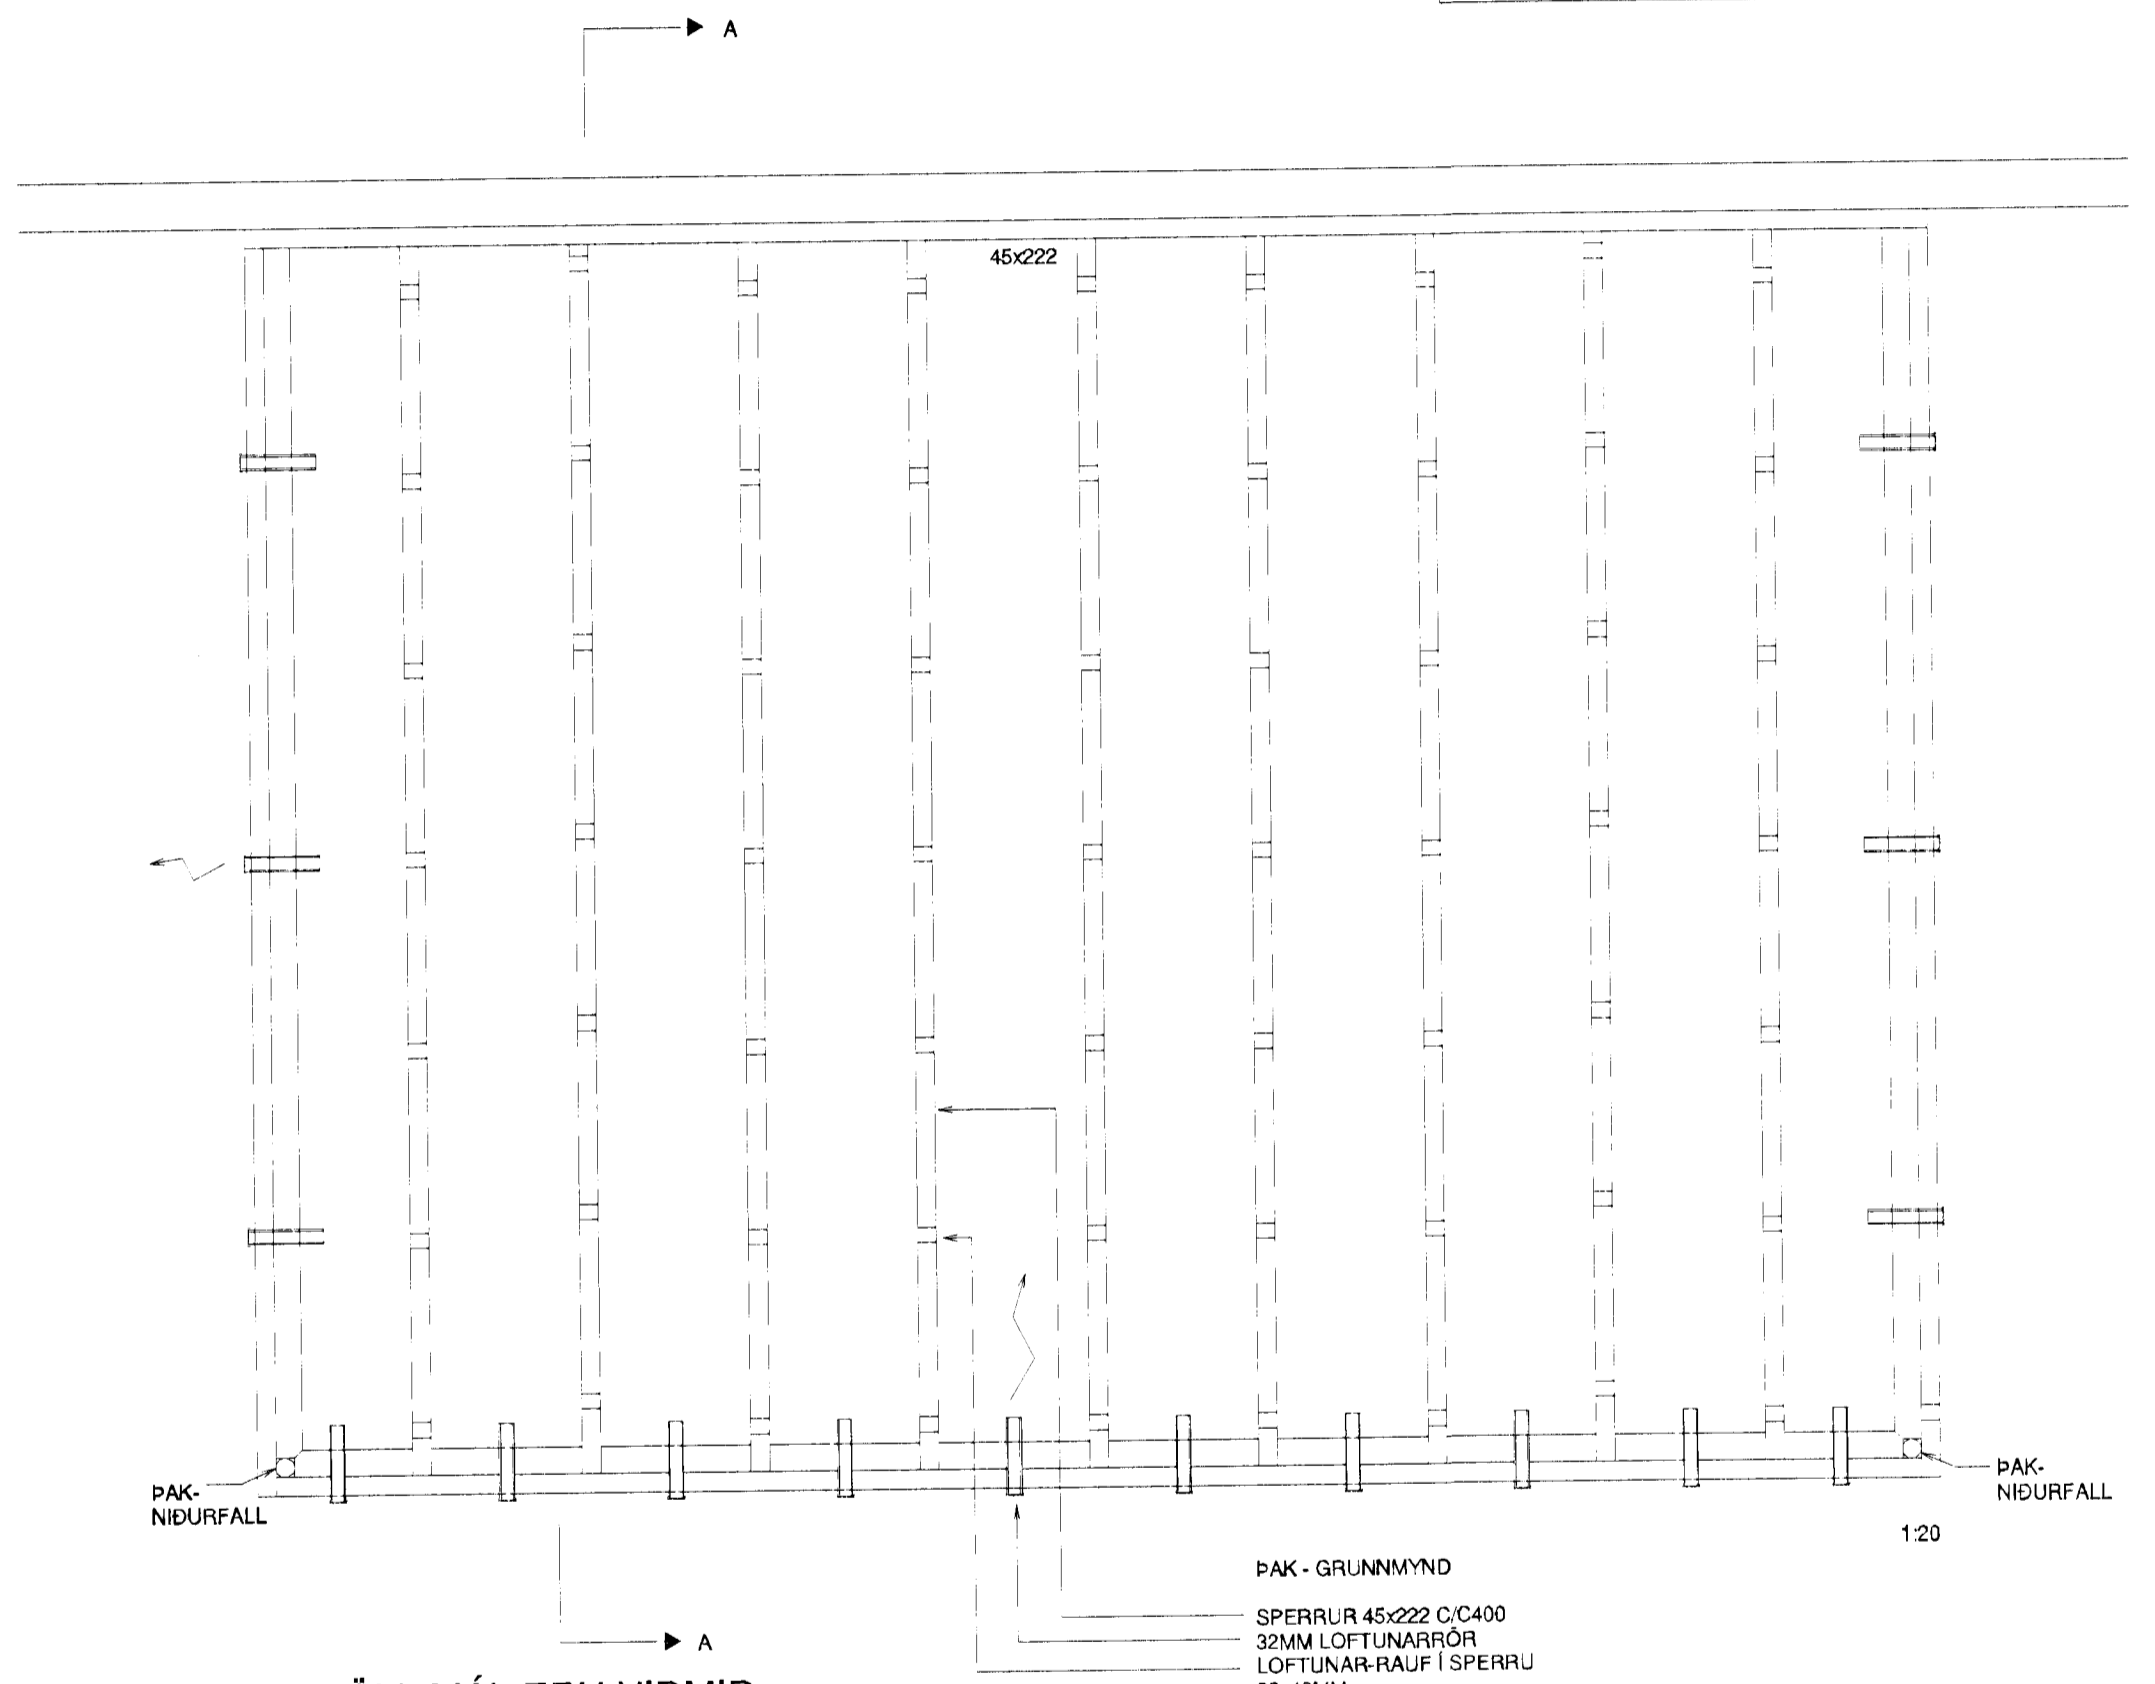 A
45x222
ÞAK-
NIÐURFALL
ÞAK-
NIÐURFALL
1:20
ÞAK - GRUNNMYND
SPERRUR 45x222 C/C400
32MM LOFTUNARRÖR
LOFTUNAR-RAUF Í SPERRU
A